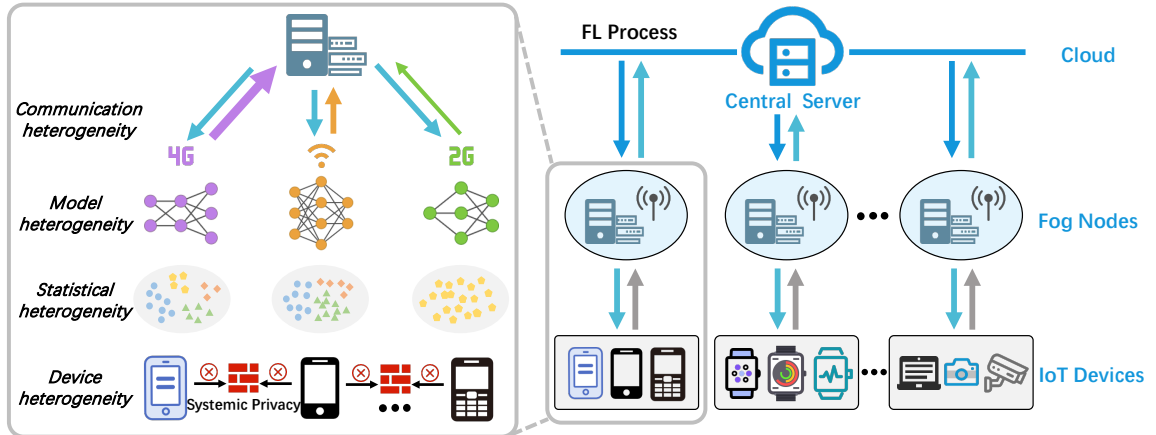 Communication
heterogeneity
4G
2G
Model
heterogeneity
Statistical
heterogeneity
Device
heterogeneity
Systemic Privacy
FL Process
Central Server
Cloud
Fog Nodes
IoT Devices